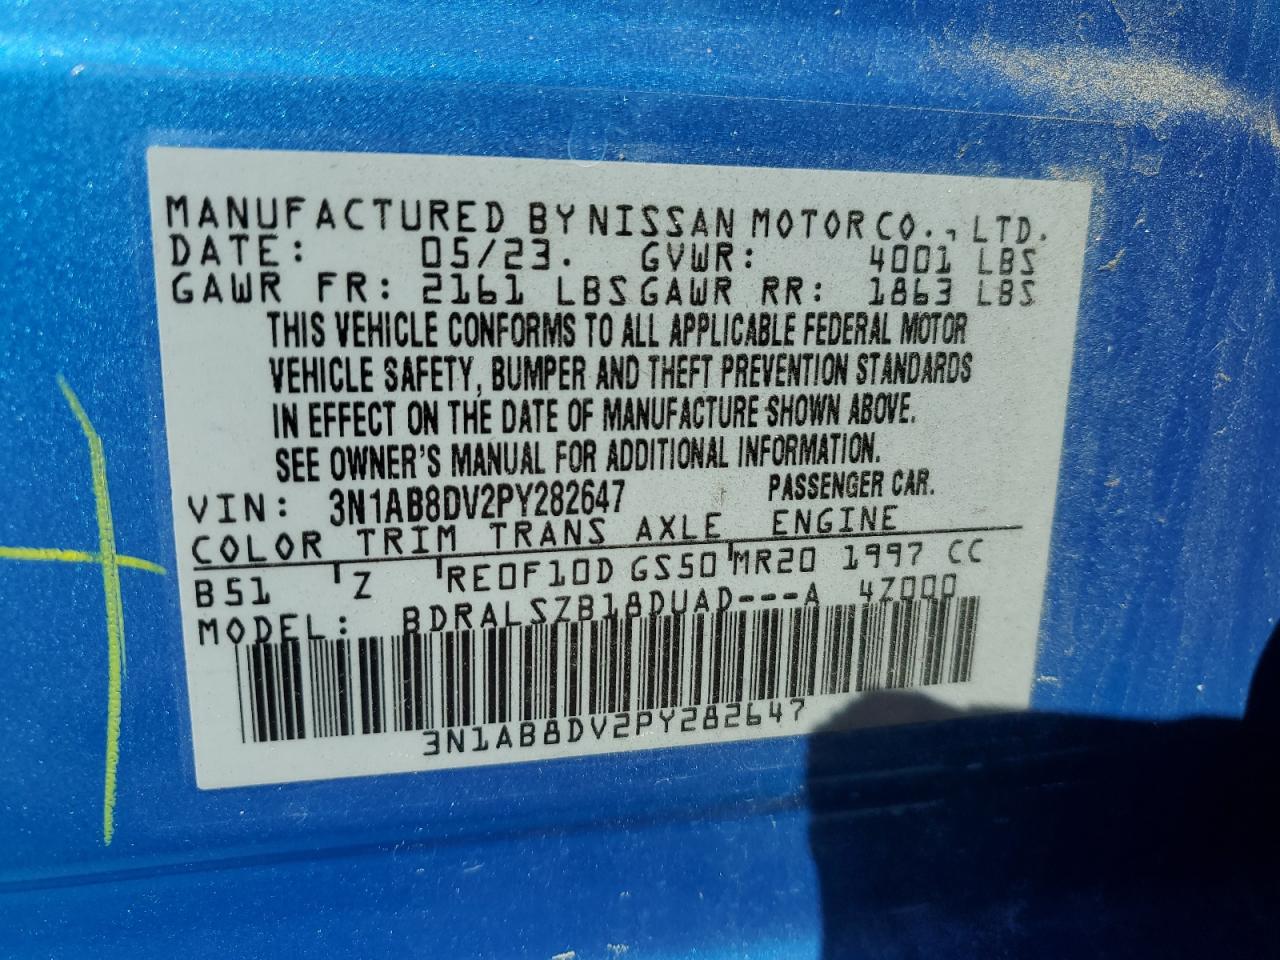 MANUFACTURED BY NISSAN MOTOR CO., LTD.
DATE: 05/23. GVWR: 4001 LBS
GAWR FR: 2161 LBS GAWR RR: 1863 LBS
THIS VEHICLE CONFORMS TO ALL APPLICABLE FEDERAL MOTOR
VEHICLE SAFETY, BUMPER AND THEFT PREVENTION STANDARDS
IN EFFECT ON THE DATE OF MANUFACTURE SHOWN ABOVE.
SEE OWNER'S MANUAL FOR ADDITIONAL INFORMATION.
VIN: 3N1AB8DV2PY282647 PASSENGER CAR.
COLOR TRIM TRANS AXLE ENGINE
B51 Z RE0F10D GS50 MR20 1997 CC
MODEL: BDRALSZB18DUAD---A 4Z000
3N1AB8DV2PY282647